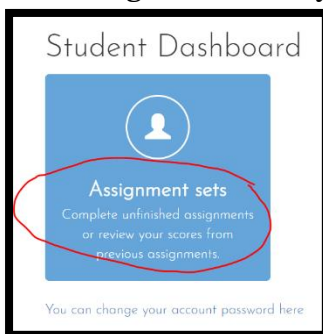 Student Dashboard
Assignment sets
Complete unfinished assignments
or review your scores from
previous assignments.
You can change your account password here